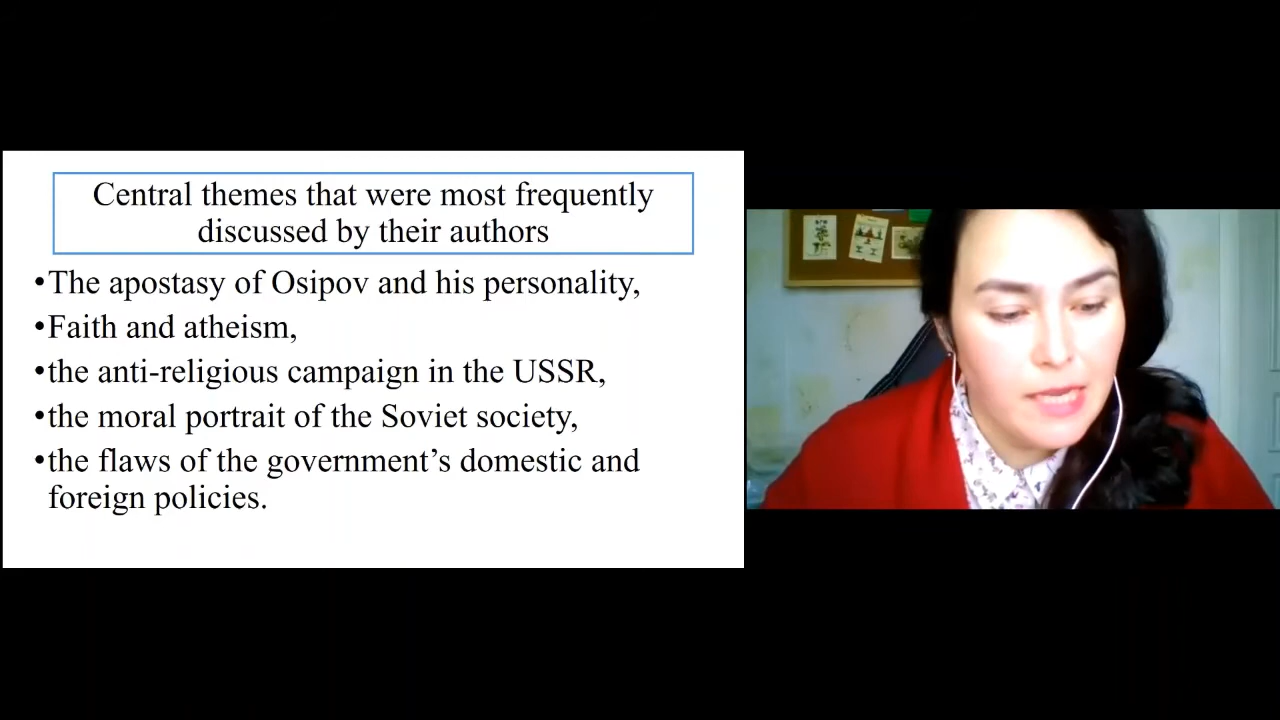 Central themes that were most frequently
discussed by their authors
•The apostasy of Osipov and his personality,
•Faith and atheism,
•the anti-religious campaign in the USSR,
•the moral portrait of the Soviet society,
•the flaws of the government’s domestic and
foreign policies.